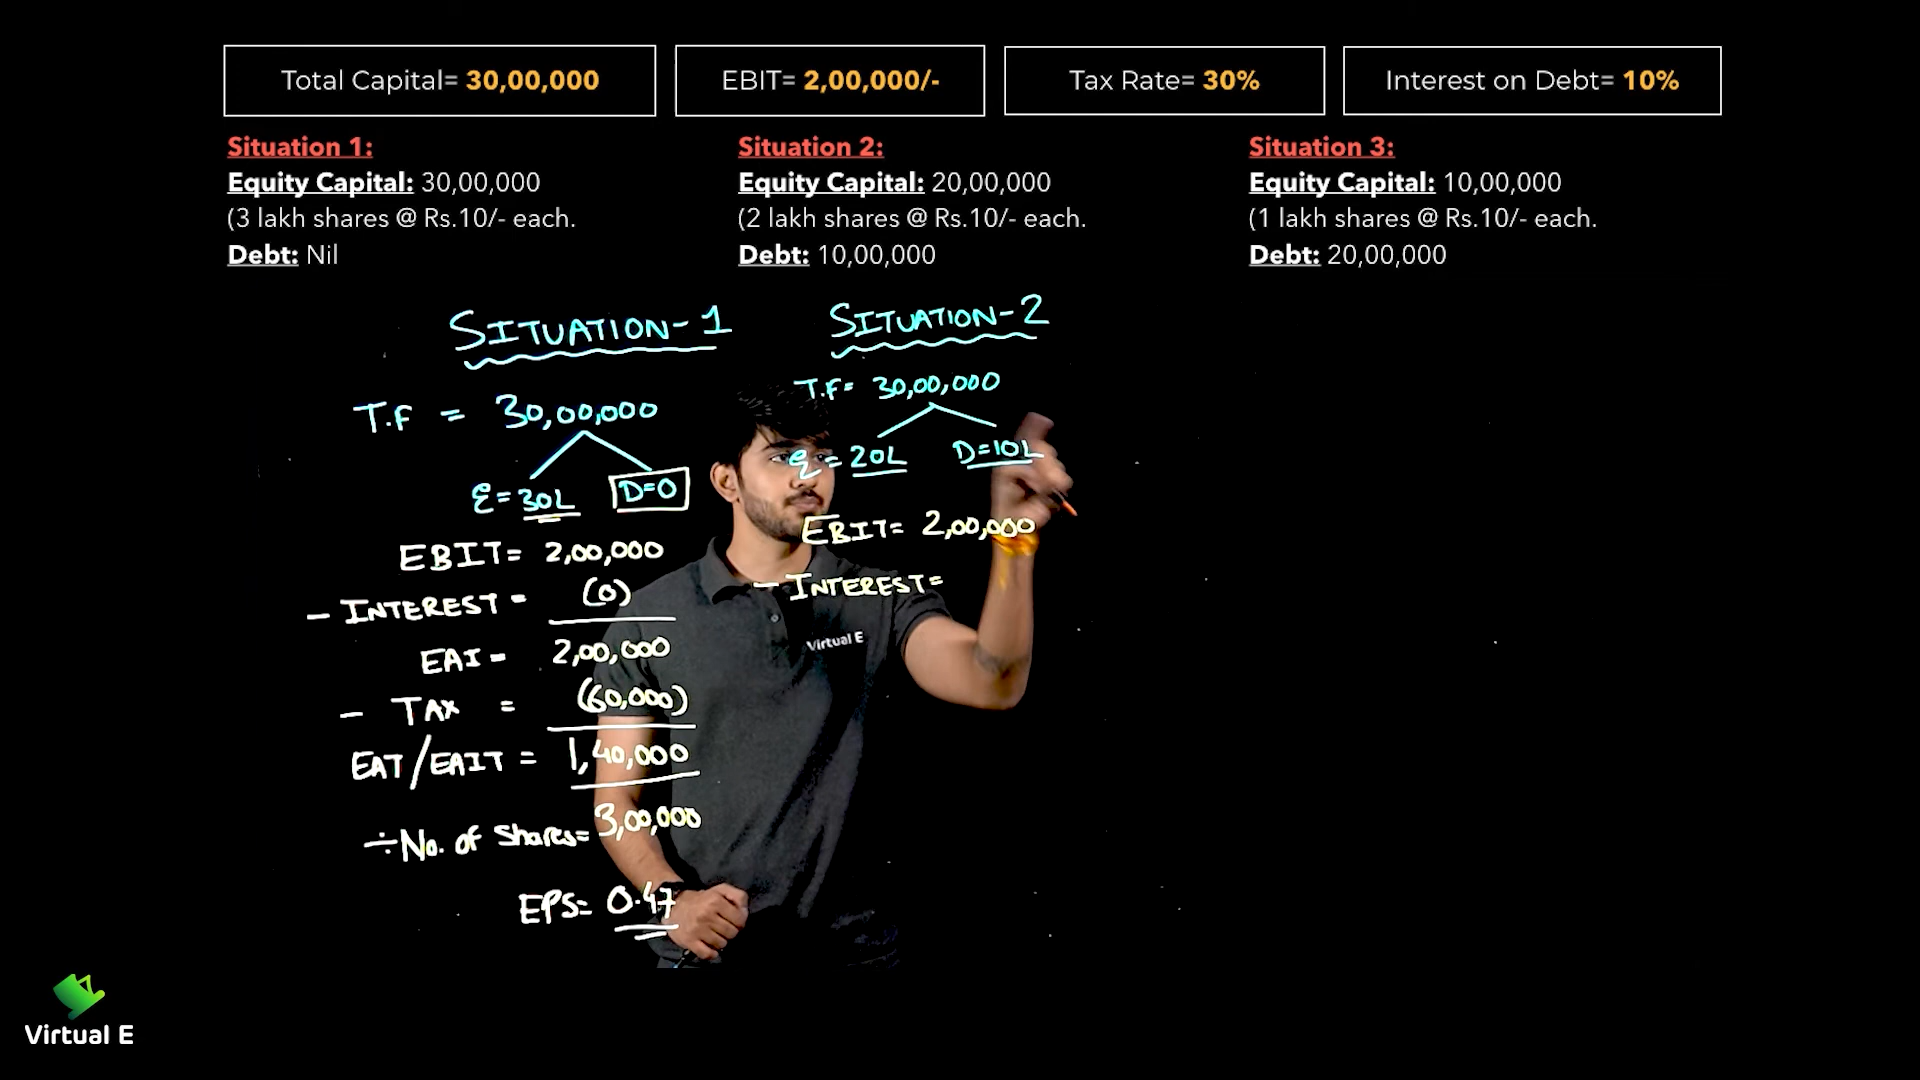 Total Capital= 30,00,000
EBIT= 2,00,000/-
Tax Rate= 30%
Interest on Debt= 10%
Situation 1:
Equity Capital: 30,00,000
(3 lakh shares @ Rs.10/- each.
Debt: Nil
Situation 2:
Equity Capital: 20,00,000
(2 lakh shares @ Rs.10/- each.
Debt: 10,00,000
Situation 3:
Equity Capital: 10,00,000
(1 lakh shares @ Rs.10/- each.
Debt: 20,00,000
SITUATION-1
T.F = 30,00,000
E=30L D=0
EBIT= 2,00,000
- INTEREST = (0)
EAI = 2,00,000
- TAX = (60,000)
EAT/EAIT = 1,40,000
÷ No. of Shares= 3,00,000
EPS= 0.47
SITUATION-2
T.F= 30,00,000
E=20L D=10L
EBIT= 2,00,000
- INTEREST=
Virtual E
Virtual E